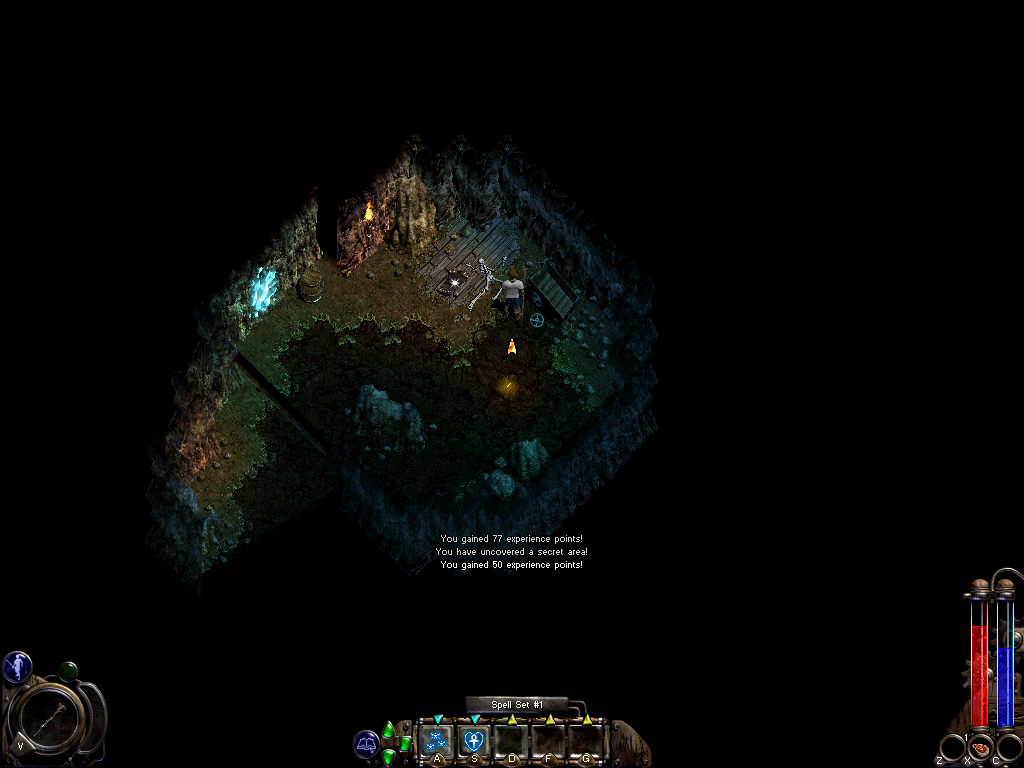 You gained 77 experience points!
You have uncovered a secret area!
You gained 50 experience points!
Spell Set #1
V
A S D F G
Z X C